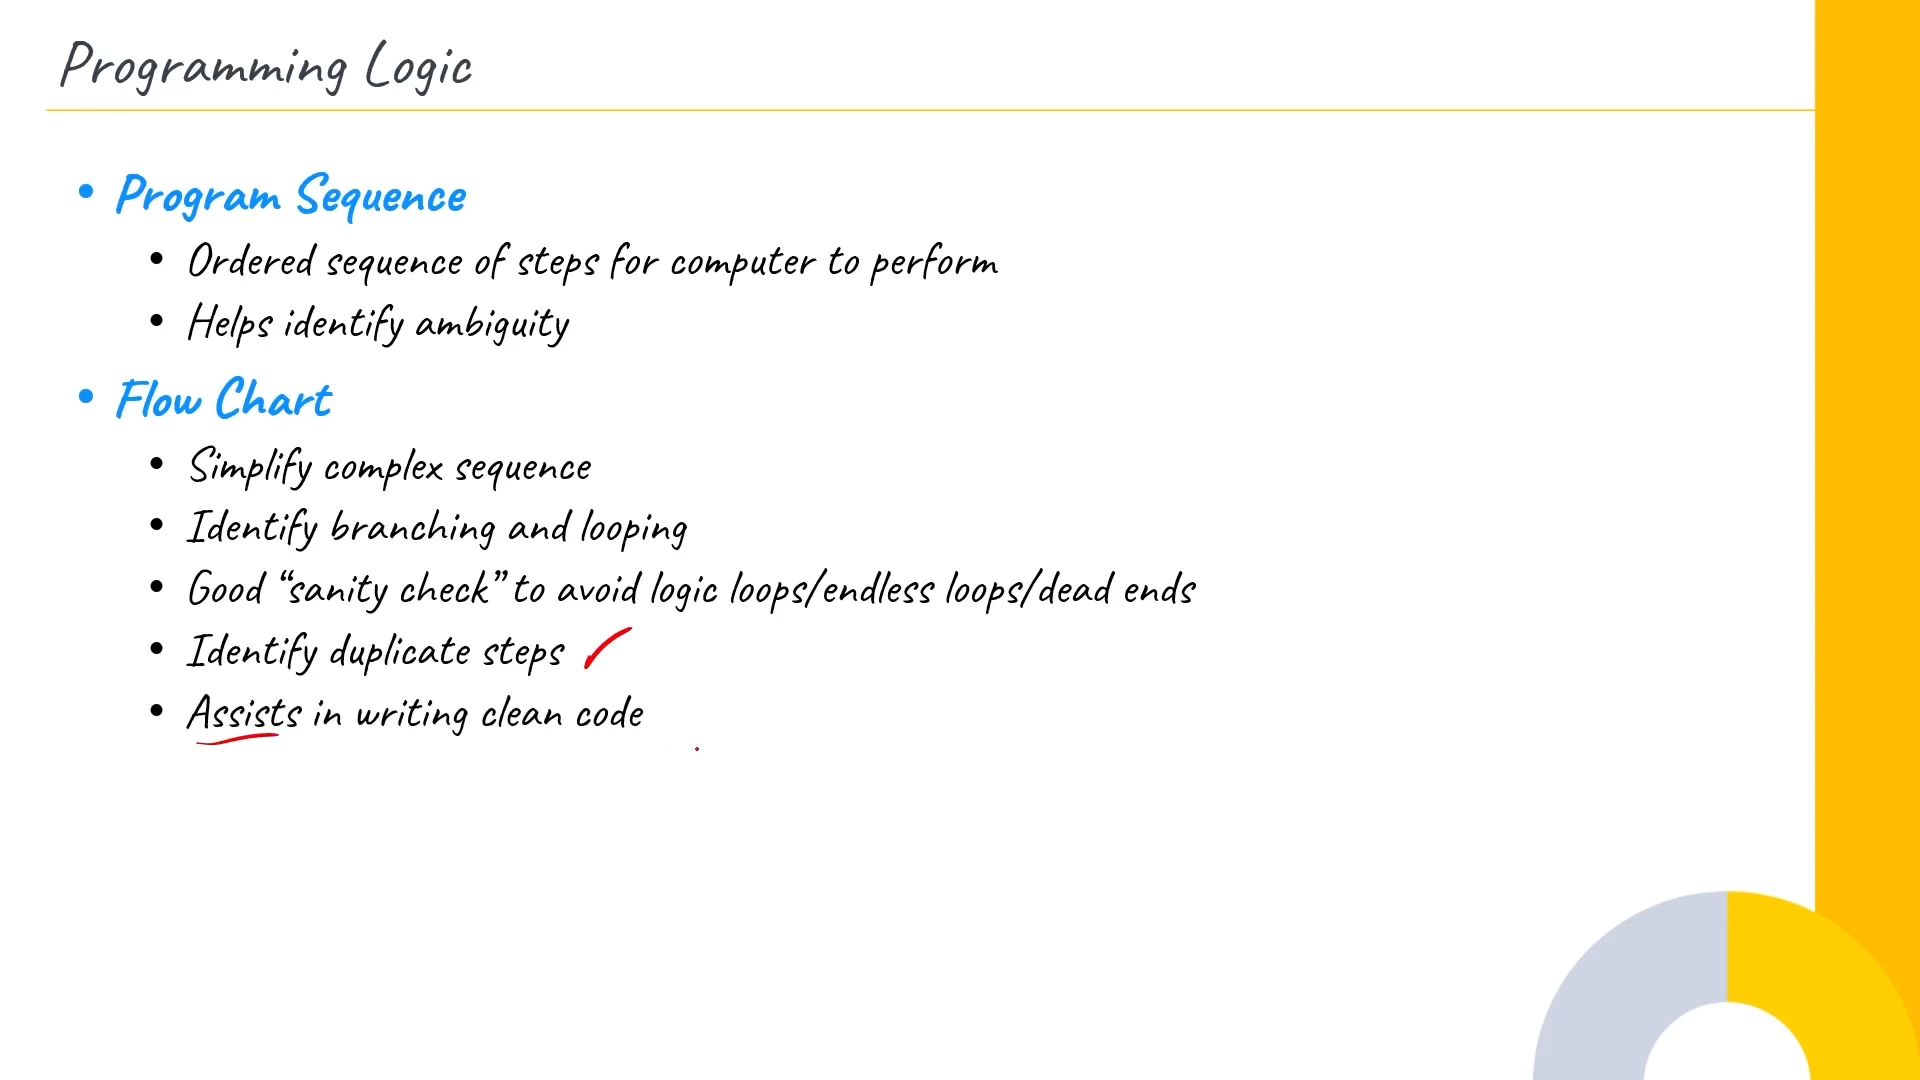 Programming Logic
• Program Sequence
• Ordered sequence of steps for computer to perform
• Helps identify ambiguity
• Flow Chart
• Simplify complex sequence
• Identify branching and looping
• Good “sanity check” to avoid logic loops/endless loops/dead ends
• Identify duplicate steps
• Assists in writing clean code